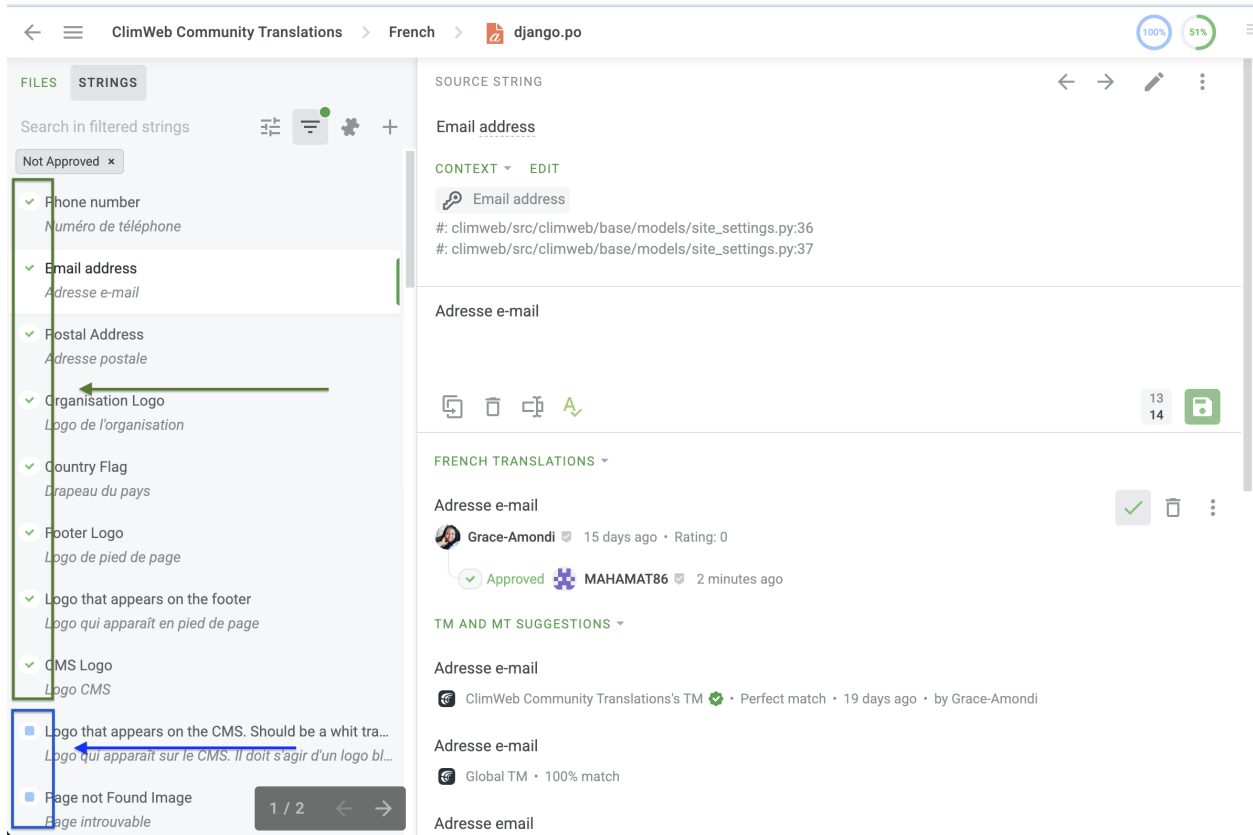 ClimWeb Community Translations > French > django.po
100% 51%
FILES STRINGS
Search in filtered strings
Not Approved ×
Phone number
Numéro de téléphone
Email address
Adresse e-mail
Postal Address
Adresse postale
Organisation Logo
Logo de l'organisation
Country Flag
Drapeau du pays
Footer Logo
Logo de pied de page
Logo that appears on the footer
Logo qui apparaît en pied de page
CMS Logo
Logo CMS
Logo that appears on the CMS. Should be a whit tra...
Logo qui apparaît sur le CMS. Il doit s'agir d'un logo bl...
Page not Found Image
Page introuvable
1 / 2
SOURCE STRING
Email address
CONTEXT EDIT
Email address
#: climweb/src/climweb/base/models/site_settings.py:36
#: climweb/src/climweb/base/models/site_settings.py:37
Adresse e-mail
13
14
FRENCH TRANSLATIONS
Adresse e-mail
Grace-Amondi 15 days ago • Rating: 0
Approved MAHAMAT86 2 minutes ago
TM AND MT SUGGESTIONS
Adresse e-mail
ClimWeb Community Translations's TM • Perfect match • 19 days ago • by Grace-Amondi
Adresse e-mail
Global TM • 100% match
Adresse email